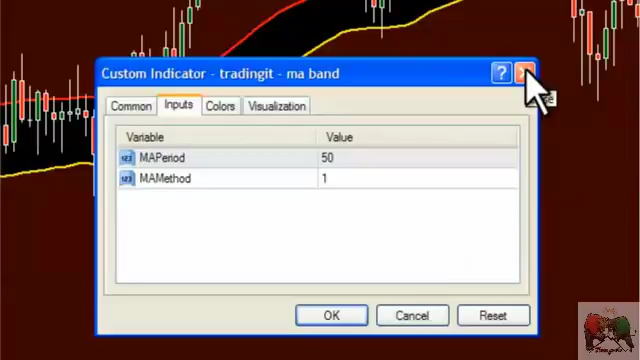 Custom Indicator - tradingit - ma band
Common
Inputs
Colors
Visualization
Variable Value
MAPeriod 50
MAMethod 1
OK Cancel Reset